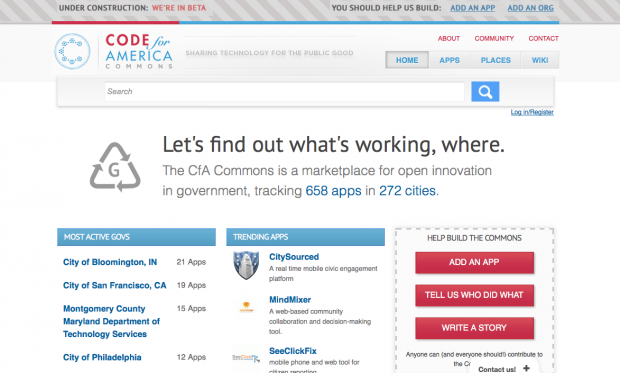 UNDER CONSTRUCTION: WE'RE IN BETA
YOU SHOULD HELP US BUILD: ADD AN APP ADD AN ORG
CODE for
AMERICA
COMMONS
SHARING TECHNOLOGY FOR THE PUBLIC GOOD
ABOUT COMMUNITY CONTACT
HOME APPS PLACES WIKI
Search
Log in/Register
G
Let's find out what's working, where.
The CfA Commons is a marketplace for open innovation
in government, tracking 658 apps in 272 cities.
MOST ACTIVE GOVS
City of Bloomington, IN 21 Apps
City of San Francisco, CA 19 Apps
Montgomery County 15 Apps
Maryland Department of
Technology Services
City of Philadelphia 12 Apps
TRENDING APPS
CitySourced
A real time mobile civic engagement
platform
MindMixer
A web-based community
collaboration and decision-making
tool.
SeeClickFix
SeeClickFix
mobile phone and web tool for
citizen reporting
HELP BUILD THE COMMONS
ADD AN APP
TELL US WHO DID WHAT
WRITE A STORY
Anyone can (and everyone should!) contribute to
the
Contact us! +